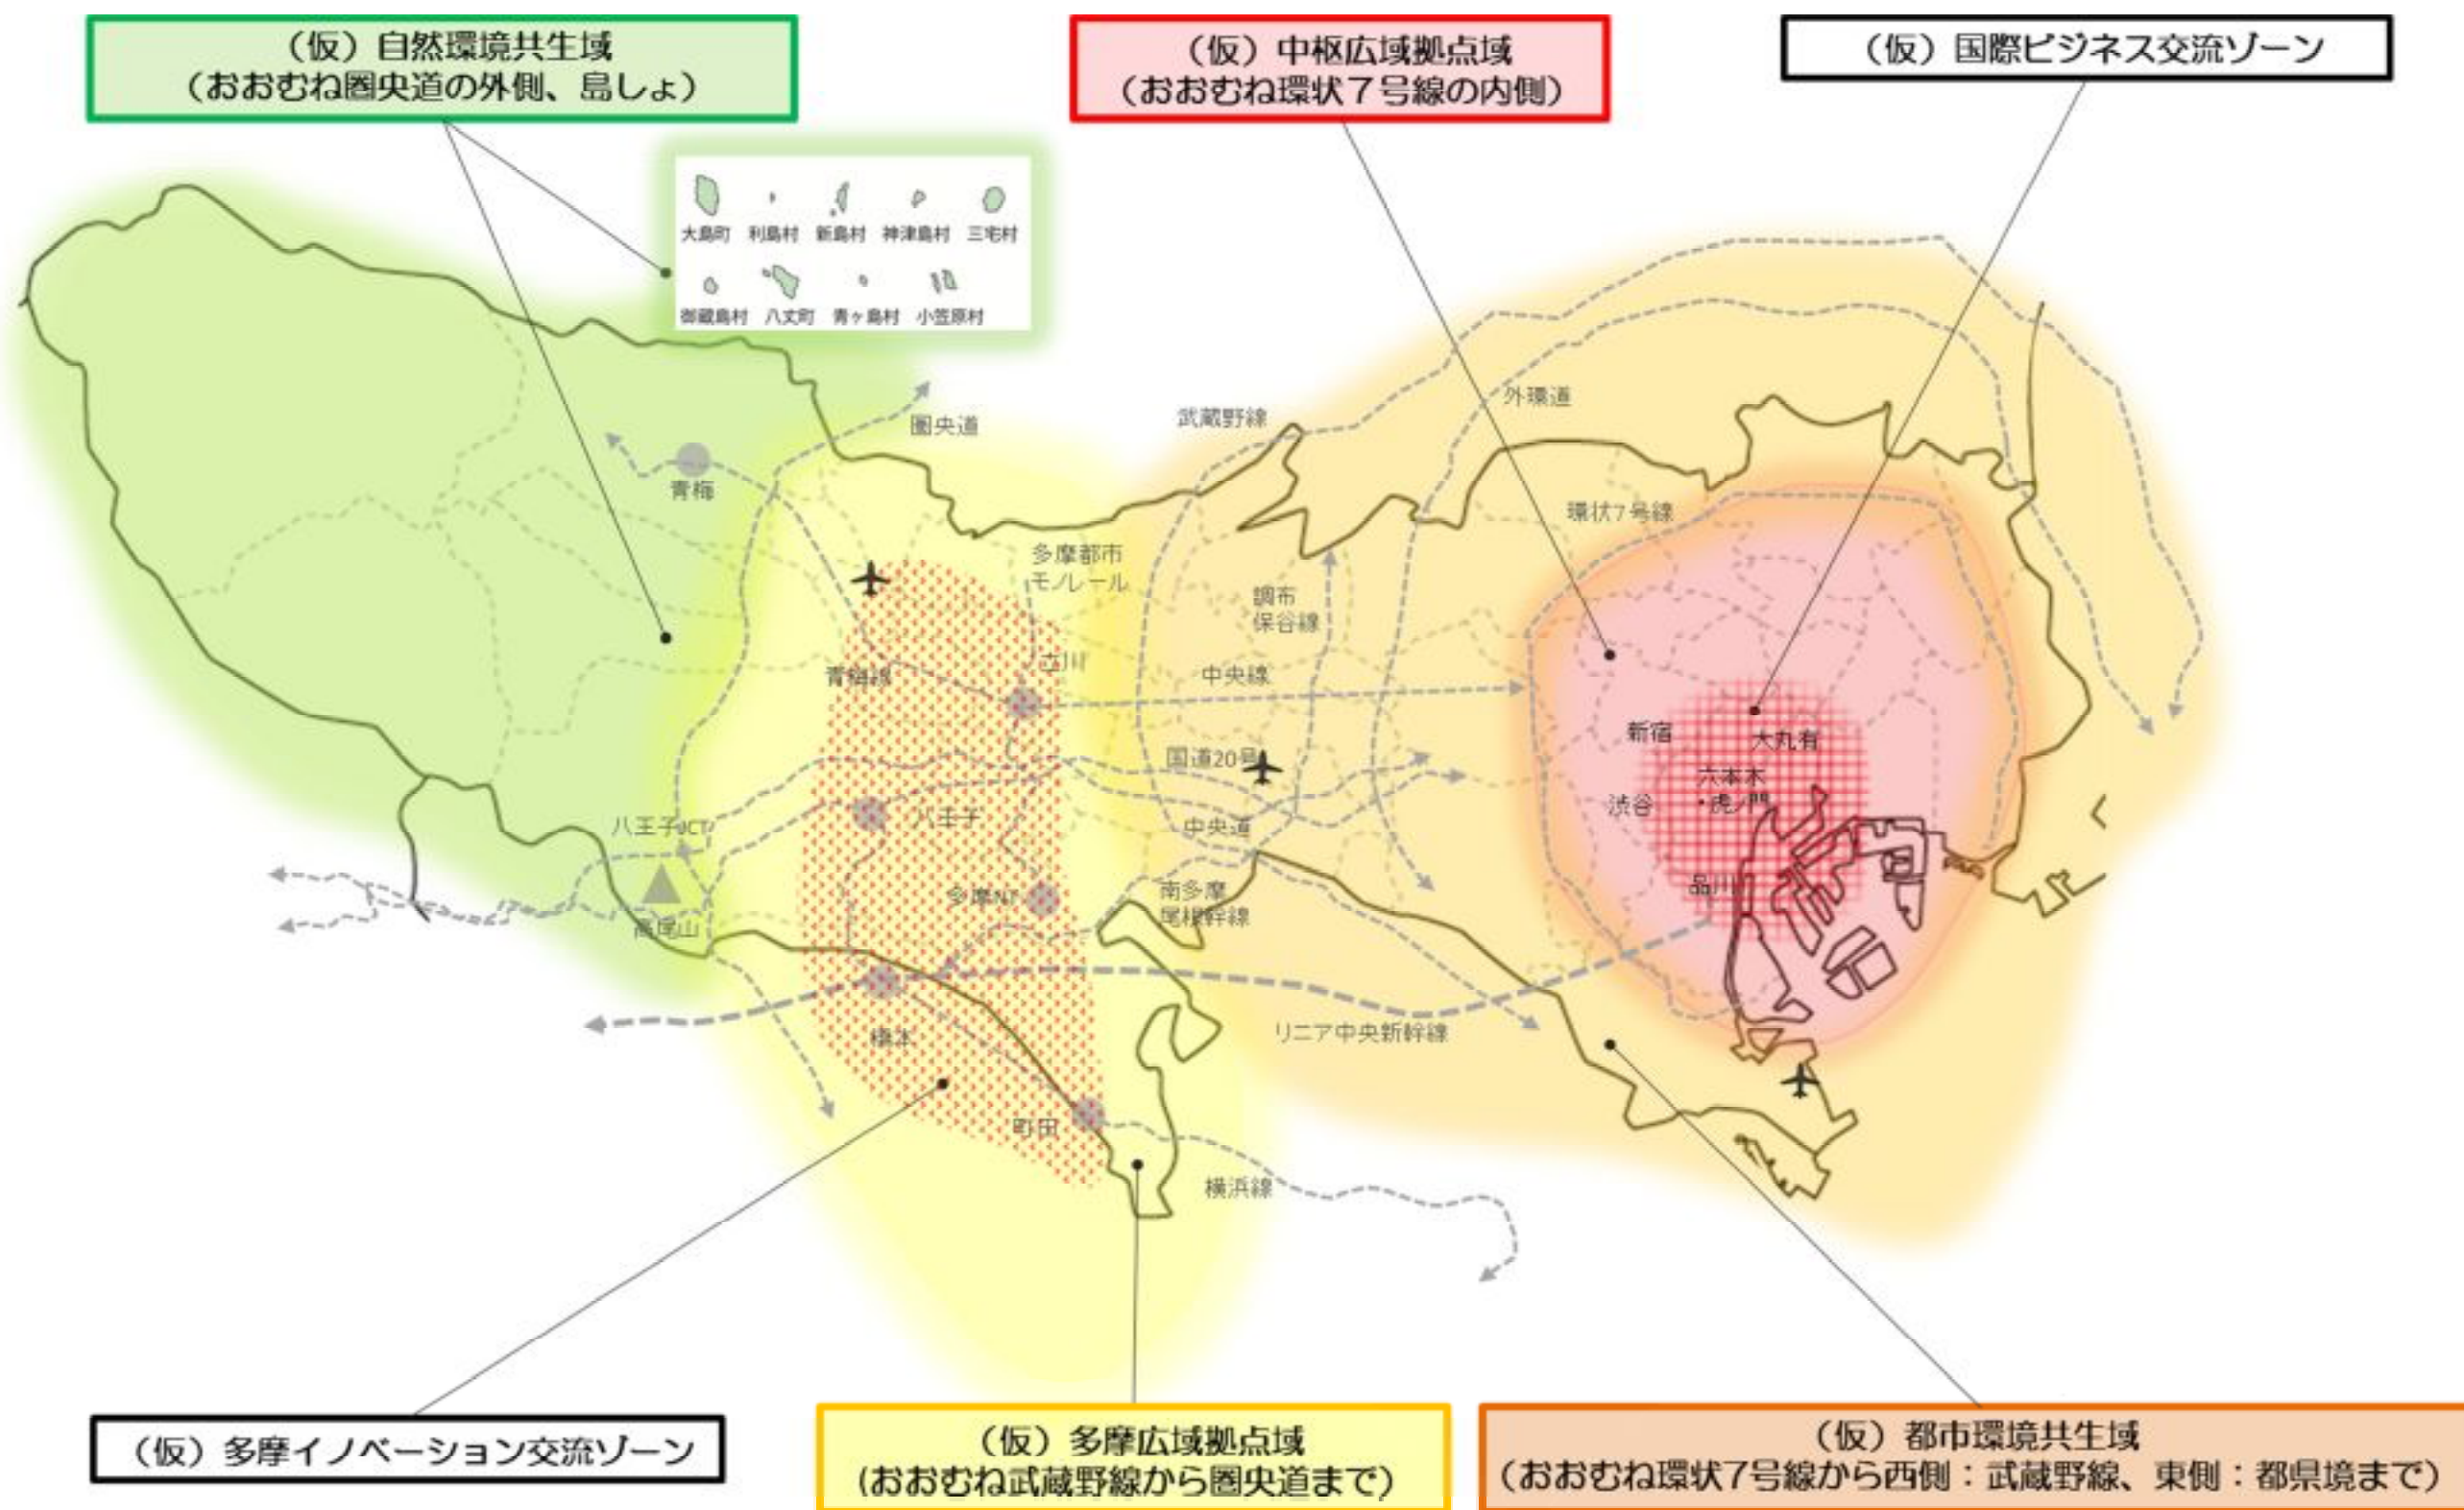 （仮）自然環境共生域
（おおむね圏央道の外側、島しょ）
（仮）中枢広域拠点域
（おおむね環状７号線の内側）
（仮）国際ビジネス交流ゾーン
大島町 利島村 新島村 神津島村 三宅村
御蔵島村 八丈町 青ヶ島村 小笠原村
圏央道
武蔵野線
外環道
青梅
環状7号線
多摩都市
モノレール
調布
保谷線
立川
青梅線
中央線
新宿
大丸有
国道20号
六本木
・虎ノ門
渋谷
八王子JCT
八王子
中央道
品川
多摩NT
南多摩
尾根幹線
高尾山
橋本
リニア中央新幹線
町田
横浜線
（仮）多摩イノベーション交流ゾーン
（仮）多摩広域拠点域
(おおむね武蔵野線から圏央道まで）
（仮）都市環境共生域
（おおむね環状7号線から西側：武蔵野線、東側：都県境まで）